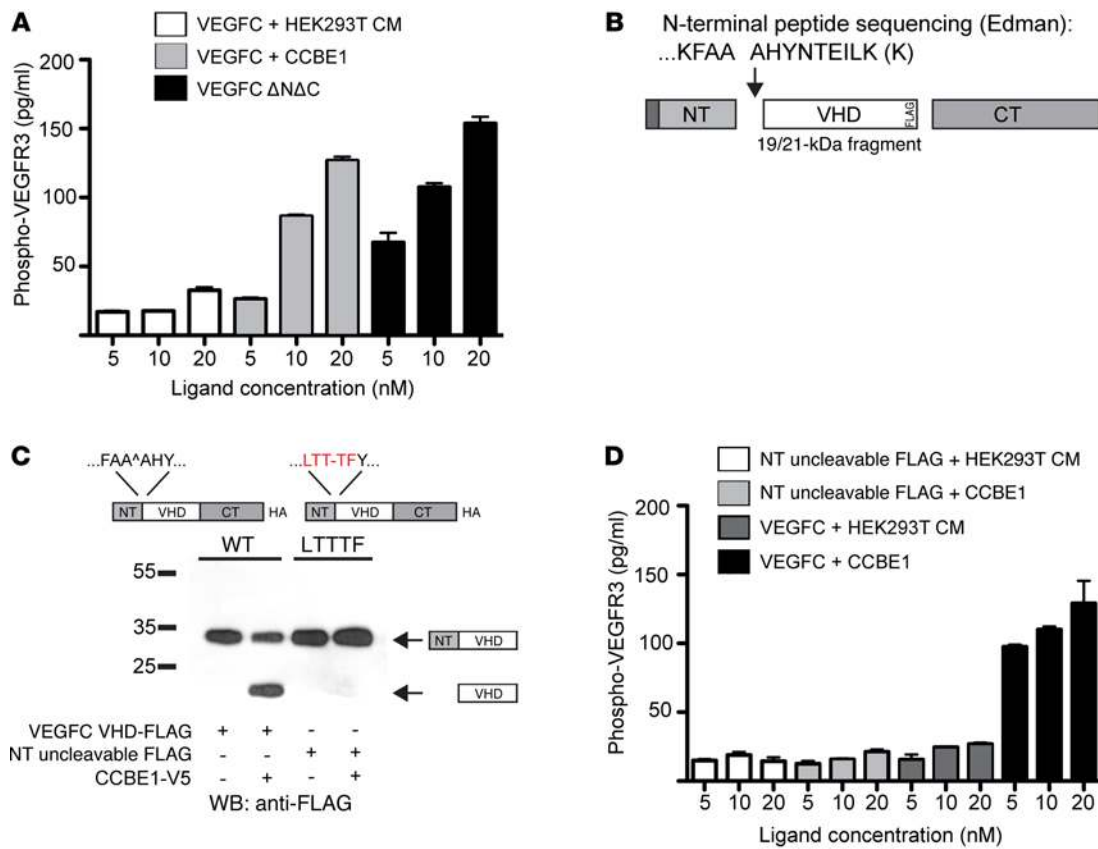 A
VEGFC + HEK293T CM
VEGFC + CCBE1
VEGFC ΔNΔC
Phospho-VEGFR3 (pg/ml)
200
150
100
50
5 10 20 5 10 20 5 10 20
Ligand concentration (nM)
B
N-terminal peptide sequencing (Edman):
...KFAA AHYNTEILK (K)
NT VHD FLAG CT
19/21-kDa fragment
C
...FAA^AHY... ...LTT-TFY...
NT VHD CT HA NT VHD CT HA
WT LTTTF
55
35
25
NT VHD
VHD
VEGFC VHD-FLAG + + - -
NT uncleavable FLAG - - + +
CCBE1-V5 - + - +
WB: anti-FLAG
D
NT uncleavable FLAG + HEK293T CM
NT uncleavable FLAG + CCBE1
VEGFC + HEK293T CM
VEGFC + CCBE1
Phospho-VEGFR3 (pg/ml)
200
150
100
50
5 10 20 5 10 20 5 10 20 5 10 20
Ligand concentration (nM)